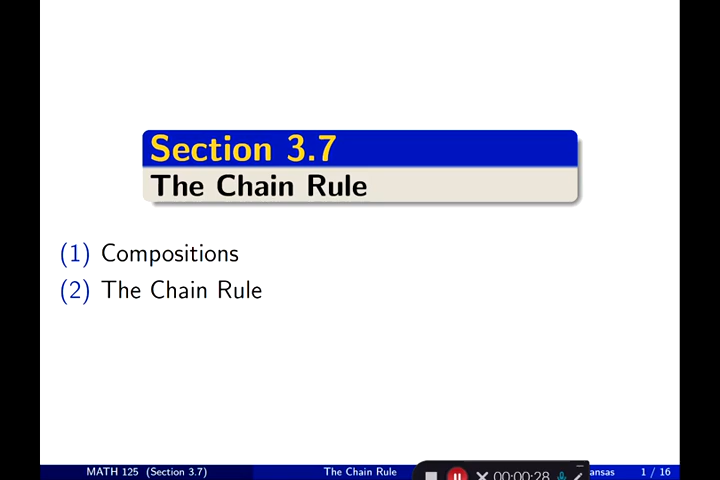 Section 3.7
The Chain Rule
(1) Compositions
(2) The Chain Rule
MATH 125 (Section 3.7) The Chain Rule ansas 1 / 16
00:00:28